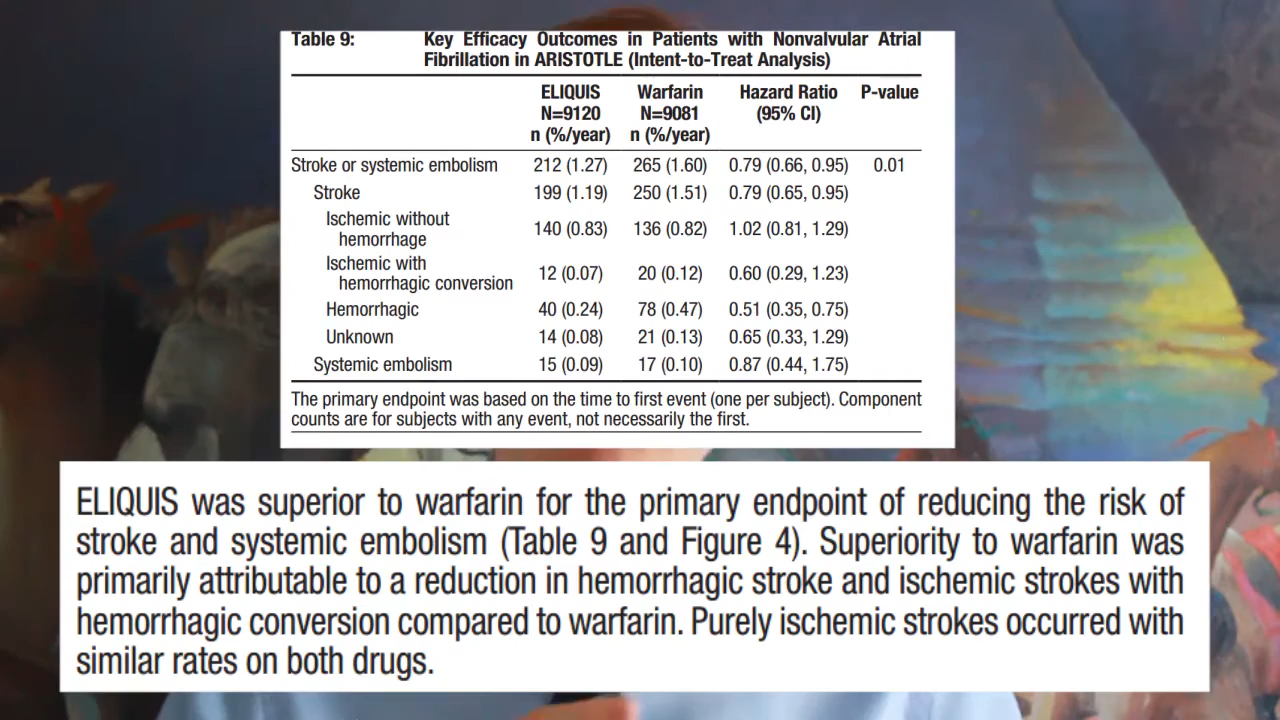 Table 9: Key Efficacy Outcomes in Patients with Nonvalvular Atrial
Fibrillation in ARISTOTLE (Intent-to-Treat Analysis)
ELIQUIS Warfarin Hazard Ratio P-value
N=9120 N=9081 (95% CI)
n (%/year) n (%/year)
Stroke or systemic embolism 212 (1.27) 265 (1.60) 0.79 (0.66, 0.95) 0.01
Stroke 199 (1.19) 250 (1.51) 0.79 (0.65, 0.95)
Ischemic without
hemorrhage 140 (0.83) 136 (0.82) 1.02 (0.81, 1.29)
Ischemic with
hemorrhagic conversion 12 (0.07) 20 (0.12) 0.60 (0.29, 1.23)
Hemorrhagic 40 (0.24) 78 (0.47) 0.51 (0.35, 0.75)
Unknown 14 (0.08) 21 (0.13) 0.65 (0.33, 1.29)
Systemic embolism 15 (0.09) 17 (0.10) 0.87 (0.44, 1.75)
The primary endpoint was based on the time to first event (one per subject). Component
counts are for subjects with any event, not necessarily the first.
ELIQUIS was superior to warfarin for the primary endpoint of reducing the risk of
stroke and systemic embolism (Table 9 and Figure 4). Superiority to warfarin was
primarily attributable to a reduction in hemorrhagic stroke and ischemic strokes with
hemorrhagic conversion compared to warfarin. Purely ischemic strokes occurred with
similar rates on both drugs.